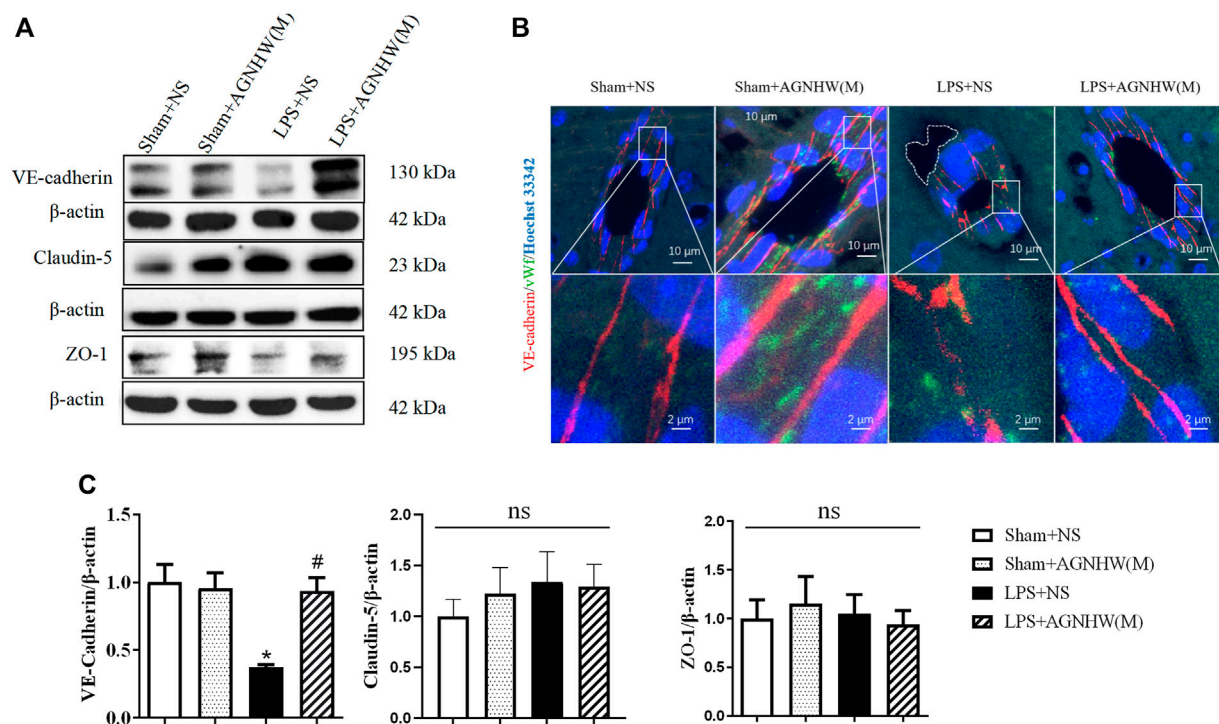 A
Sham+NS
Sham+AGNHW(M)
LPS+NS
LPS+AGNHW(M)
VE-cadherin
130 kDa
β-actin
42 kDa
Claudin-5
23 kDa
β-actin
42 kDa
ZO-1
195 kDa
β-actin
42 kDa
B
Sham+NS
Sham+AGNHW(M)
LPS+NS
LPS+AGNHW(M)
VE-cadherin/vWf/Hoechst 33342
10 μm
10 μm
10 μm
10 μm
10 μm
2 μm
2 μm
2 μm
2 μm
C
VE-Cadherin/β-actin
1.5
1.0
0.5
0.0
*
#
Claudin-5/β-actin
2.0
1.5
1.0
0.5
0.0
ns
ZO-1/β-actin
2.0
1.5
1.0
0.5
0.0
ns
Sham+NS
Sham+AGNHW(M)
LPS+NS
LPS+AGNHW(M)